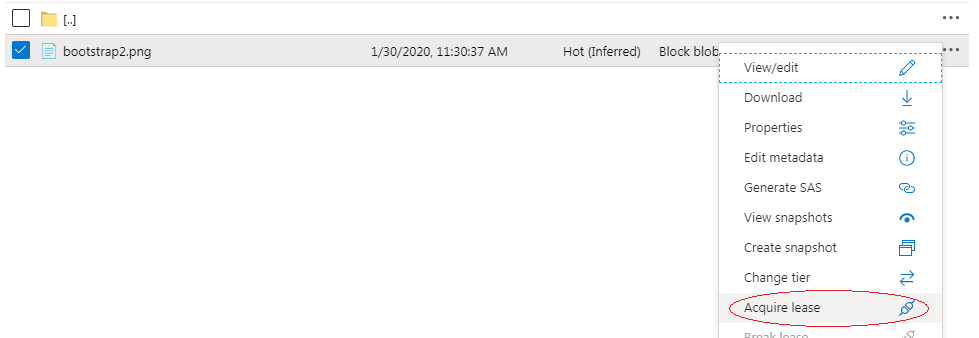 [..]
bootstrap2.png 1/30/2020, 11:30:37 AM Hot (Inferred) Block blob
View/edit
Download
Properties
Edit metadata
Generate SAS
View snapshots
Create snapshot
Change tier
Acquire lease
Break lease